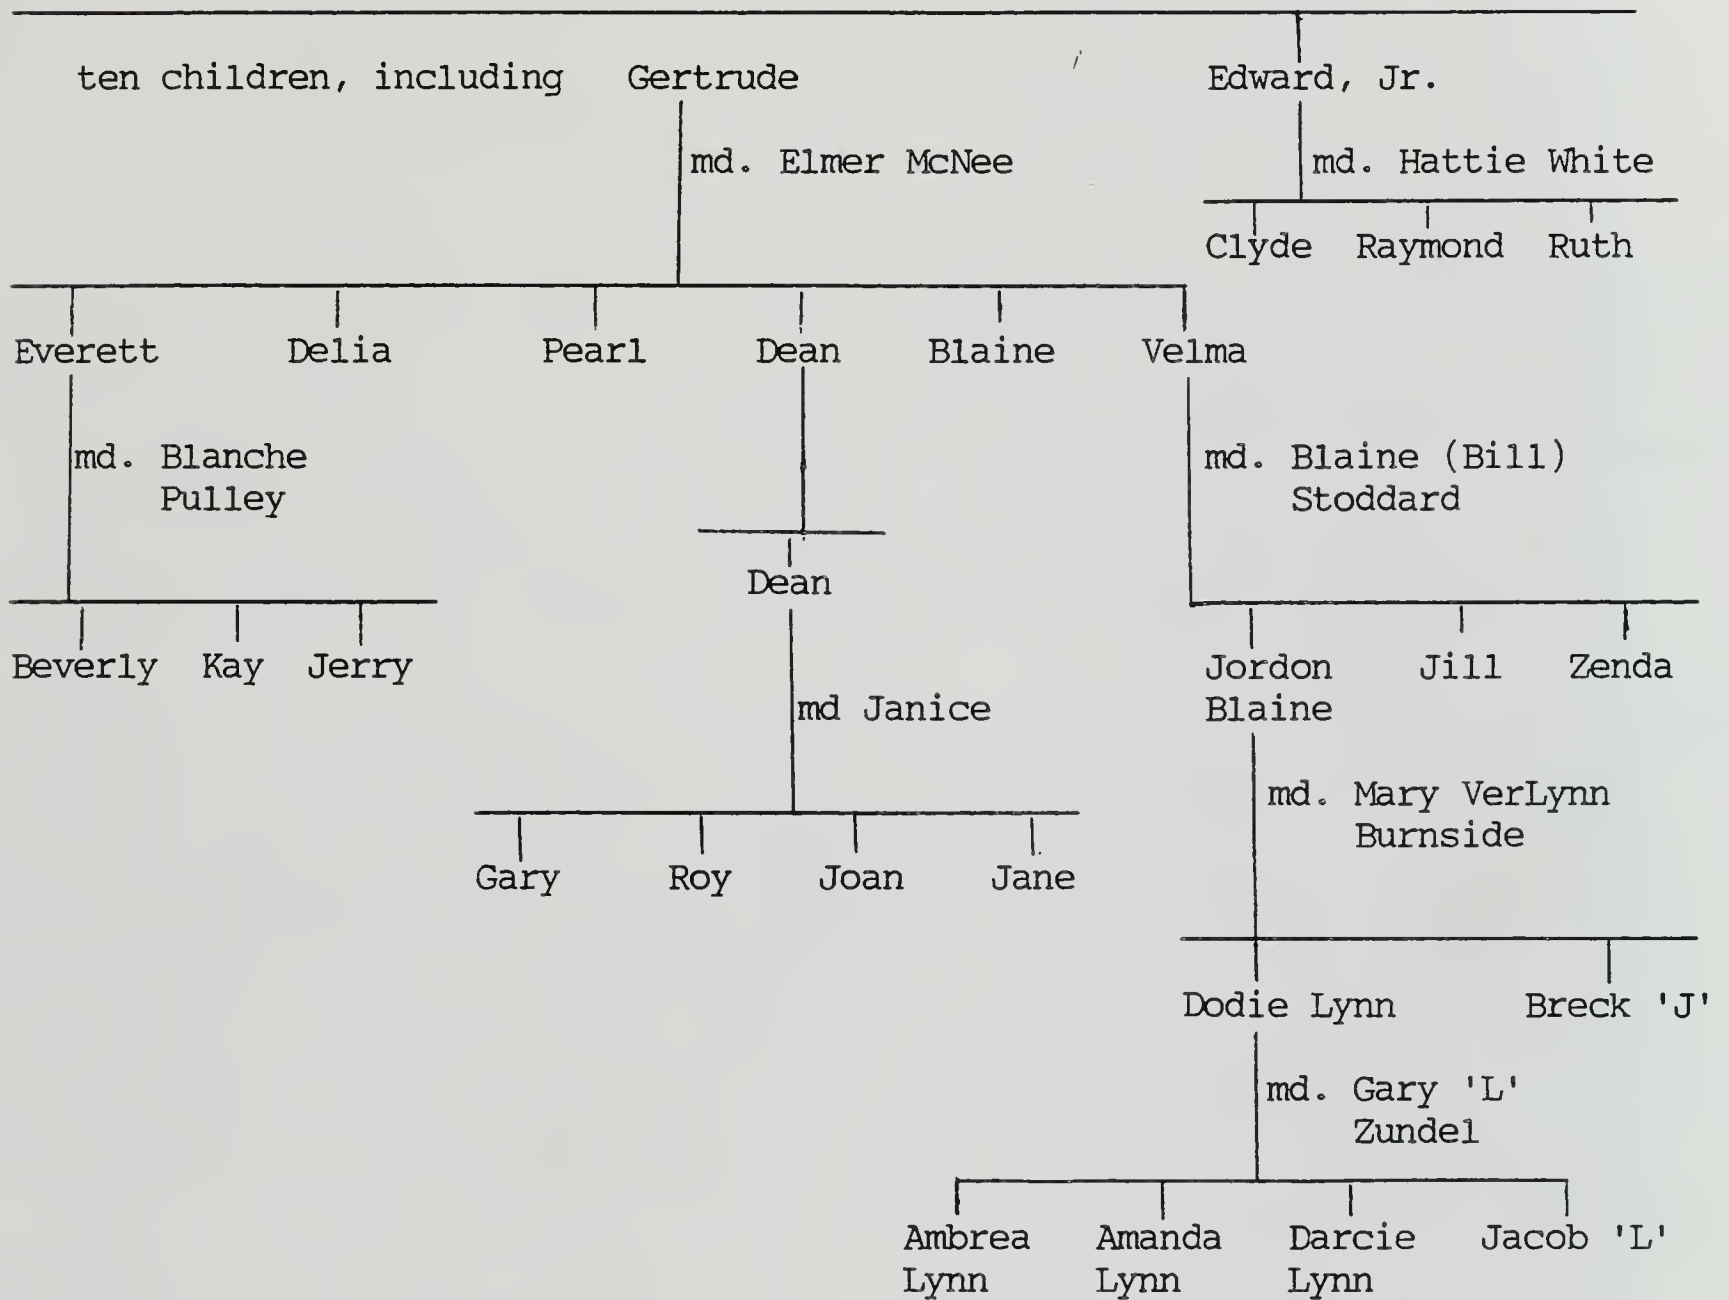 ten children, including Gertrude Edward, Jr.
md. Elmer McNee md. Hattie White
Clyde Raymond Ruth
Everett Delia Pearl Dean Blaine Velma
md. Blanche md. Blaine (Bill)
Pulley Stoddard
Dean
Beverly Kay Jerry Jordon Jill Zenda
md Janice Blaine
md. Mary VerLynn
Burnside
Gary Roy Joan Jane
Dodie Lynn Breck 'J'
md. Gary 'L'
Zundel
Ambrea Amanda Darcie Jacob 'L'
Lynn Lynn Lynn